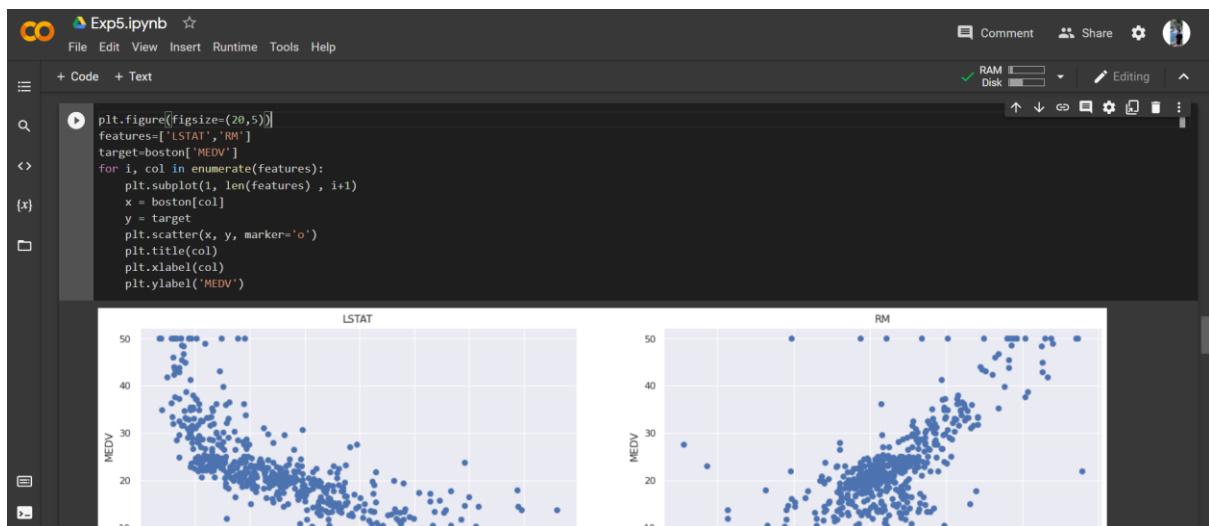 Exp5.ipynb
Comment
Share
File Edit View Insert Runtime Tools Help
+ Code + Text
RAM
Disk
Editing
plt.figure(figsize=(20,5))
features=['LSTAT','RM']
target=boston['MEDV']
for i, col in enumerate(features):
    plt.subplot(1, len(features) , i+1)
    x = boston[col]
    y = target
    plt.scatter(x, y, marker='o')
    plt.title(col)
    plt.xlabel(col)
    plt.ylabel('MEDV')
LSTAT
50
40
30
20
10
MEDV
RM
50
40
30
20
10
MEDV
{x}